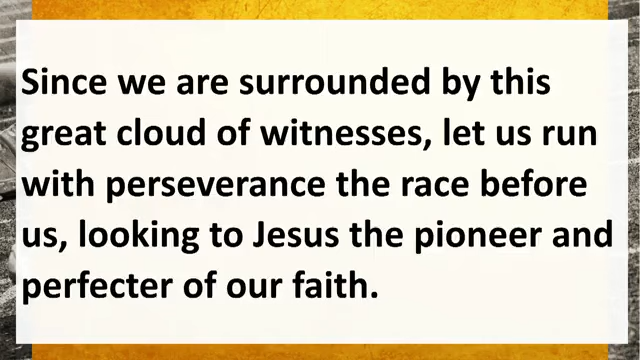 Since we are surrounded by this
great cloud of witnesses, let us run
with perseverance the race before
us, looking to Jesus the pioneer and
perfecter of our faith.